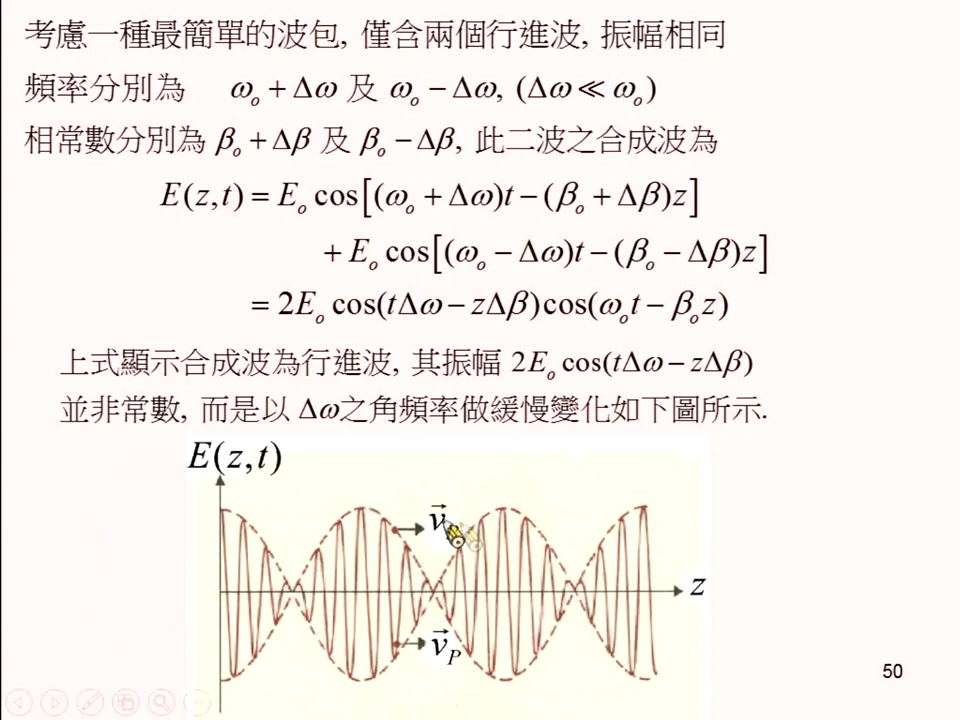 考慮一種最簡單的波包, 僅含兩個行進波, 振幅相同
頻率分別為 ωₒ + Δω 及 ωₒ − Δω, (Δω ≪ ωₒ)
相常數分別為 βₒ + Δβ 及 βₒ − Δβ, 此二波之合成波為
E(z,t) = Eₒ cos[(ωₒ + Δω)t − (βₒ + Δβ)z]
+ Eₒ cos[(ωₒ − Δω)t − (βₒ − Δβ)z]
= 2Eₒ cos(tΔω − zΔβ)cos(ωₒt − βₒz)
上式顯示合成波為行進波, 其振幅 2Eₒ cos(tΔω − zΔβ)
並非常數, 而是以 Δω之角頻率做緩慢變化如下圖所示.
E(z,t)
v⃗
z
v⃗_P
50